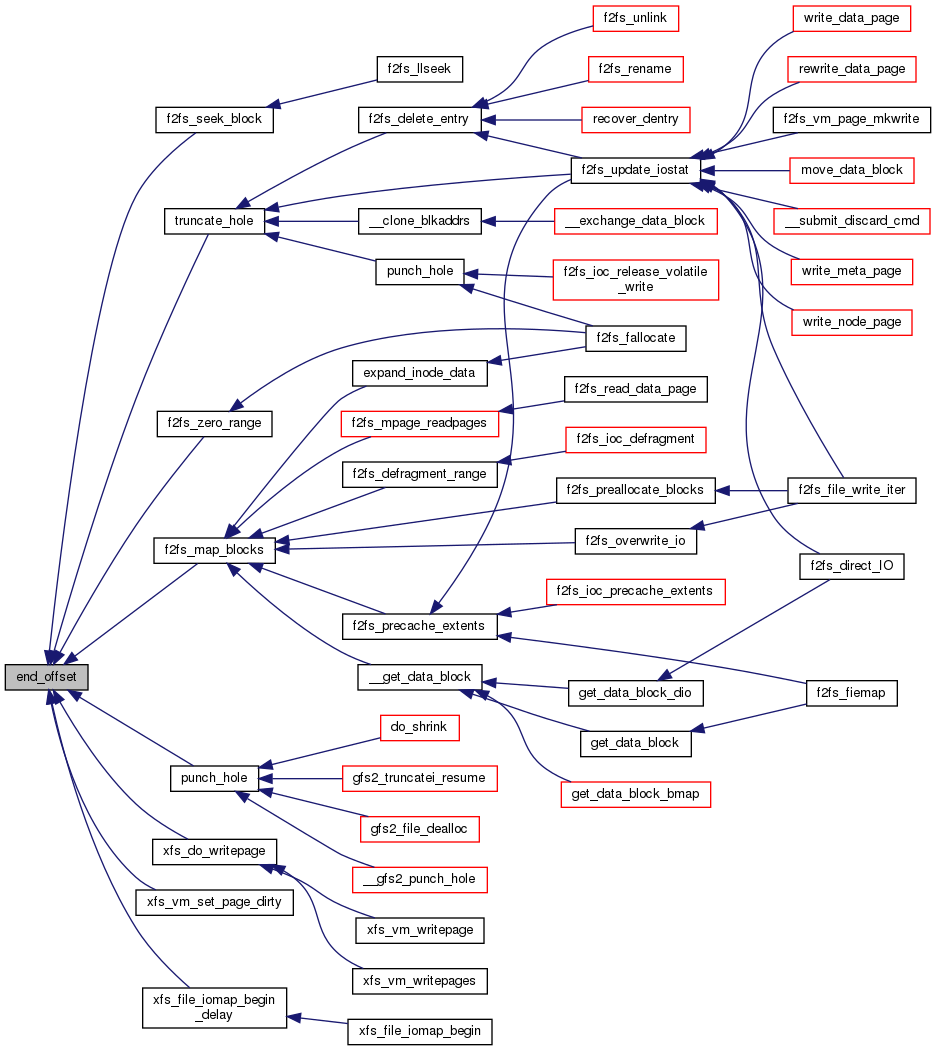 f2fs_unlink
write_data_page
f2fs_llseek
f2fs_rename
rewrite_data_page
f2fs_seek_block
f2fs_delete_entry
recover_dentry
f2fs_vm_page_mkwrite
f2fs_update_iostat
move_data_block
truncate_hole
__clone_blkaddrs
__exchange_data_block
__submit_discard_cmd
punch_hole
f2fs_ioc_release_volatile
_write
write_meta_page
write_node_page
f2fs_fallocate
expand_inode_data
f2fs_read_data_page
f2fs_zero_range
f2fs_mpage_readpages
f2fs_ioc_defragment
f2fs_defragment_range
f2fs_preallocate_blocks
f2fs_file_write_iter
f2fs_map_blocks
f2fs_overwrite_io
f2fs_direct_IO
f2fs_ioc_precache_extents
f2fs_precache_extents
end_offset
__get_data_block
get_data_block_dio
f2fs_fiemap
do_shrink
get_data_block
punch_hole
gfs2_truncatei_resume
get_data_block_bmap
gfs2_file_dealloc
xfs_do_writepage
__gfs2_punch_hole
xfs_vm_set_page_dirty
xfs_vm_writepage
xfs_vm_writepages
xfs_file_iomap_begin
_delay
xfs_file_iomap_begin